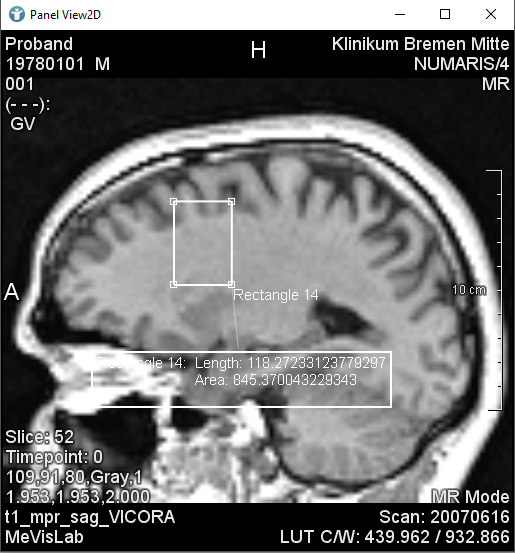 Panel View2D
Proband
Klinikum Bremen Mitte
19780101 M
H
NUMARIS/4
001
MR
(---):
GV
A
10 cm
Rectangle 14
Rectangle 14: Length: 118.27233123779297
Area: 845.370043229343
Slice: 52
Timepoint: 0
109,91,80,Gray,1
1.953,1.953,2.000
MR Mode
t1_mpr_sag_VICORA
Scan: 20070616
MeVisLab
LUT C/W: 439.962 / 932.866